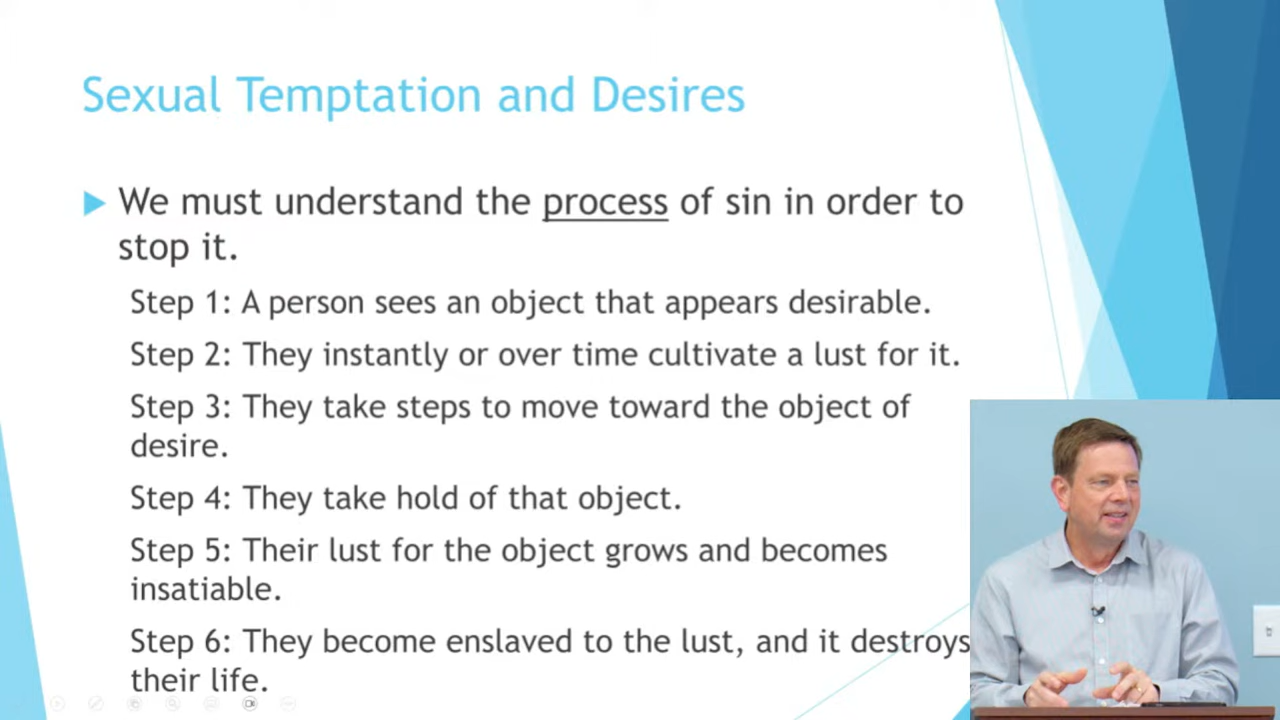 Sexual Temptation and Desires
We must understand the process of sin in order to
stop it.
Step 1: A person sees an object that appears desirable.
Step 2: They instantly or over time cultivate a lust for it.
Step 3: They take steps to move toward the object of
desire.
Step 4: They take hold of that object.
Step 5: Their lust for the object grows and becomes
insatiable.
Step 6: They become enslaved to the lust, and it destroys
their life.